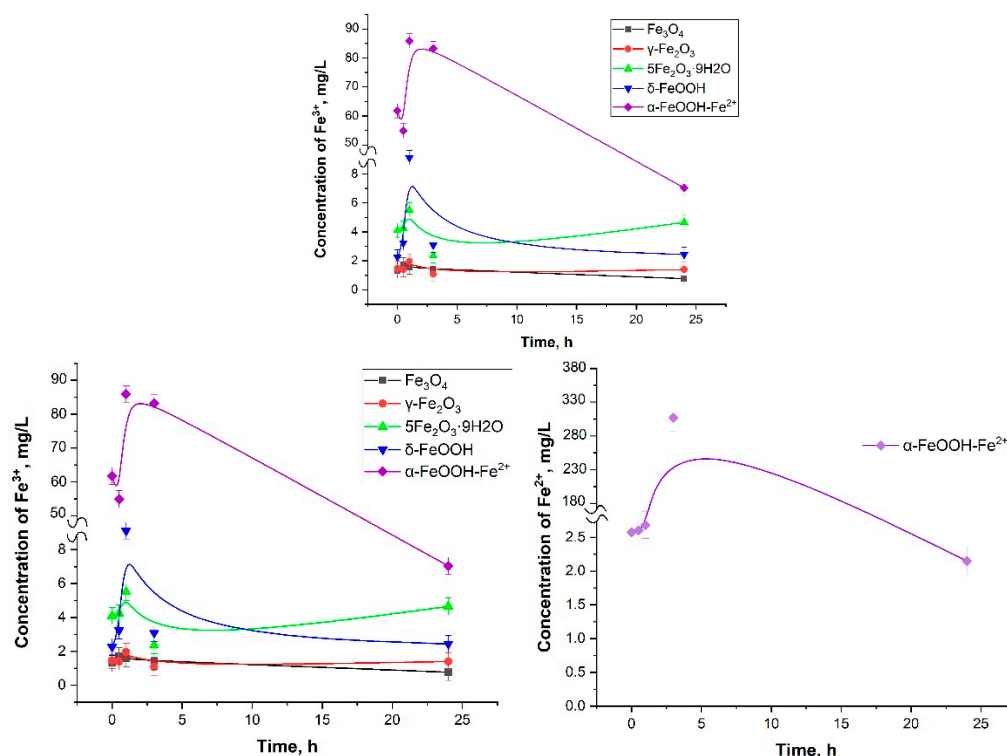 Concentration of Fe³⁺, mg/L
90
80
70
60
50
8
6
4
2
0
0
5
10
15
20
25
Time, h
Fe₃O₄
γ-Fe₂O₃
5Fe₂O₃·9H2O
δ-FeOOH
α-FeOOH-Fe²⁺
Concentration of Fe³⁺, mg/L
90
80
70
60
50
8
6
4
2
0
0
5
10
15
20
25
Time, h
Fe₃O₄
γ-Fe₂O₃
5Fe₂O₃·9H2O
δ-FeOOH
α-FeOOH-Fe²⁺
Concentration of Fe²⁺, mg/L
380
330
280
230
180
2.5
2.0
1.5
1.0
0.5
0.0
0
5
10
15
20
25
Time, h
α-FeOOH-Fe²⁺